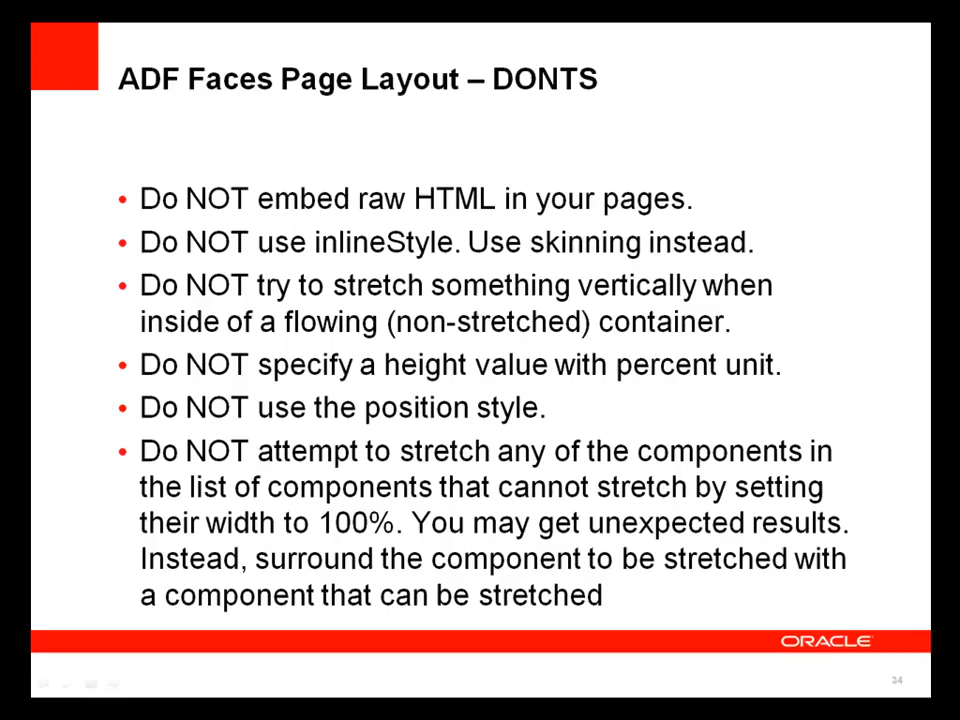 ADF Faces Page Layout – DONTS
• Do NOT embed raw HTML in your pages.
• Do NOT use inlineStyle. Use skinning instead.
• Do NOT try to stretch something vertically when
inside of a flowing (non-stretched) container.
• Do NOT specify a height value with percent unit.
• Do NOT use the position style.
• Do NOT attempt to stretch any of the components in
the list of components that cannot stretch by setting
their width to 100%. You may get unexpected results.
Instead, surround the component to be stretched with
a component that can be stretched
ORACLE
34